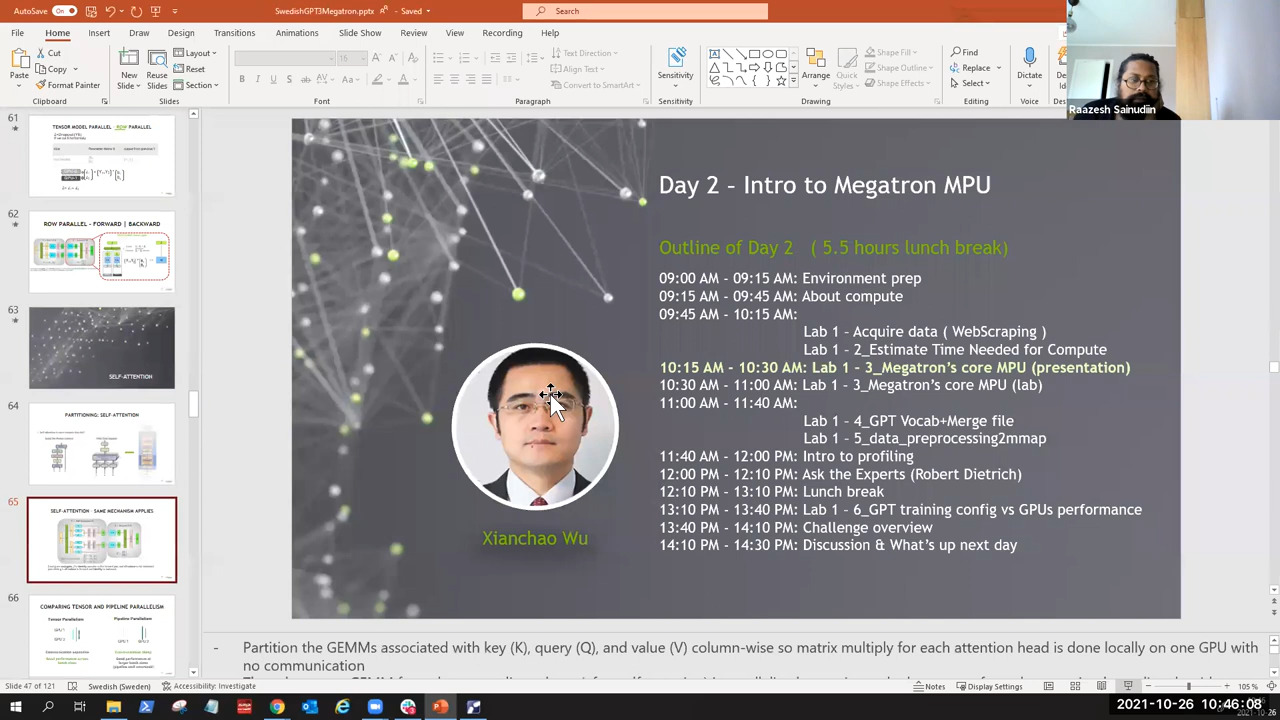 AutoSave
On
SwedishGPT3Megatron.pptx - Saved
Search
File Home Insert Draw Design Transitions Animations Slide Show Review View Recording Help
Paste
Cut
Copy
Format Painter
Clipboard
New
Slide
Reuse
Slides
Layout
Reset
Section
Slides
15
Font
Text Direction
Align Text
Convert to SmartArt
Paragraph
Sensitivity
Sensitivity
Arrange
Quick
Styles
Shape Fill
Shape Outline
Shape Effects
Drawing
Find
Replace
Select
Editing
Dictate
Voice
Raazesh Sainudiin
61
TENSOR MODEL PARALLEL - ROW PARALLEL
62
ROW PARALLEL - FORWARD | BACKWARD
63
SELF-ATTENTION
64
PARTITIONING: SELF-ATTENTION
65
SELF-ATTENTION - SAME MECHANISM APPLIES
66
COMPARING TENSOR AND PIPELINE PARALLELISM
Tensor Parallelism Pipeline Parallelism
Day 2 – Intro to Megatron MPU
Outline of Day 2 ( 5.5 hours lunch break)
09:00 AM - 09:15 AM: Environment prep
09:15 AM - 09:45 AM: About compute
09:45 AM - 10:15 AM:
Lab 1 – Acquire data ( WebScraping )
Lab 1 – 2_Estimate Time Needed for Compute
10:15 AM - 10:30 AM: Lab 1 – 3_Megatron's core MPU (presentation)
10:30 AM - 11:00 AM: Lab 1 – 3_Megatron's core MPU (lab)
11:00 AM - 11:40 AM:
Lab 1 – 4_GPT Vocab+Merge file
Lab 1 – 5_data_preprocessing2mmap
11:40 AM - 12:00 PM: Intro to profiling
12:00 PM - 12:10 PM: Ask the Experts (Robert Dietrich)
12:10 PM - 13:10 PM: Lunch break
13:10 PM - 13:40 PM: Lab 1 – 6_GPT training config vs GPUs performance
13:40 PM - 14:10 PM: Challenge overview
14:10 PM - 14:30 PM: Discussion & What's up next day
Xianchao Wu
- Partition the GEMMs associated with key (K), query (Q), and value (V) column-wise so matrix multiply for each attention head is done locally on one GPU with
no communication
Slide 47 of 121 Swedish (Sweden) Accessibility: Investigate Notes Display Settings 105 %
2021-10-26 10:46:08